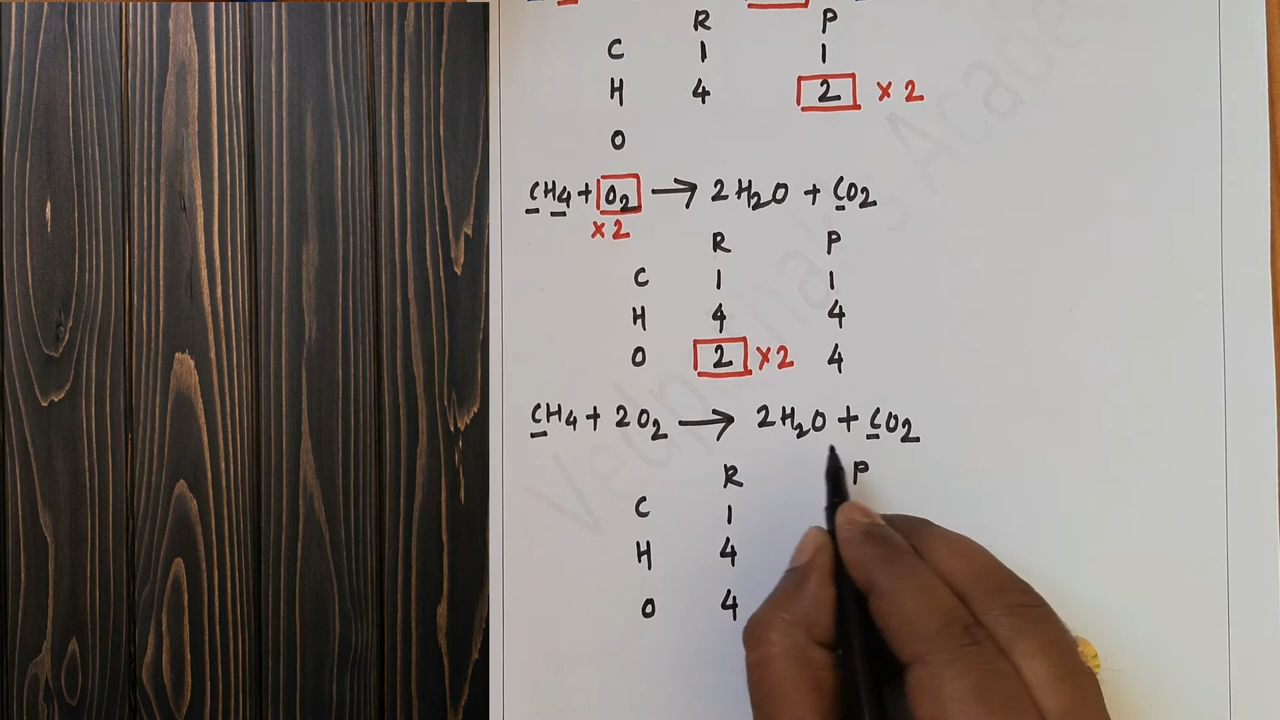 R P
C 1 1
H 4 2 × 2
O
CH4 + O2 → 2H2O + CO2
×2
R P
C 1 1
H 4 4
O 2 ×2 4
CH4 + 2O2 → 2H2O + CO2
R P
C 1
H 4
O 4